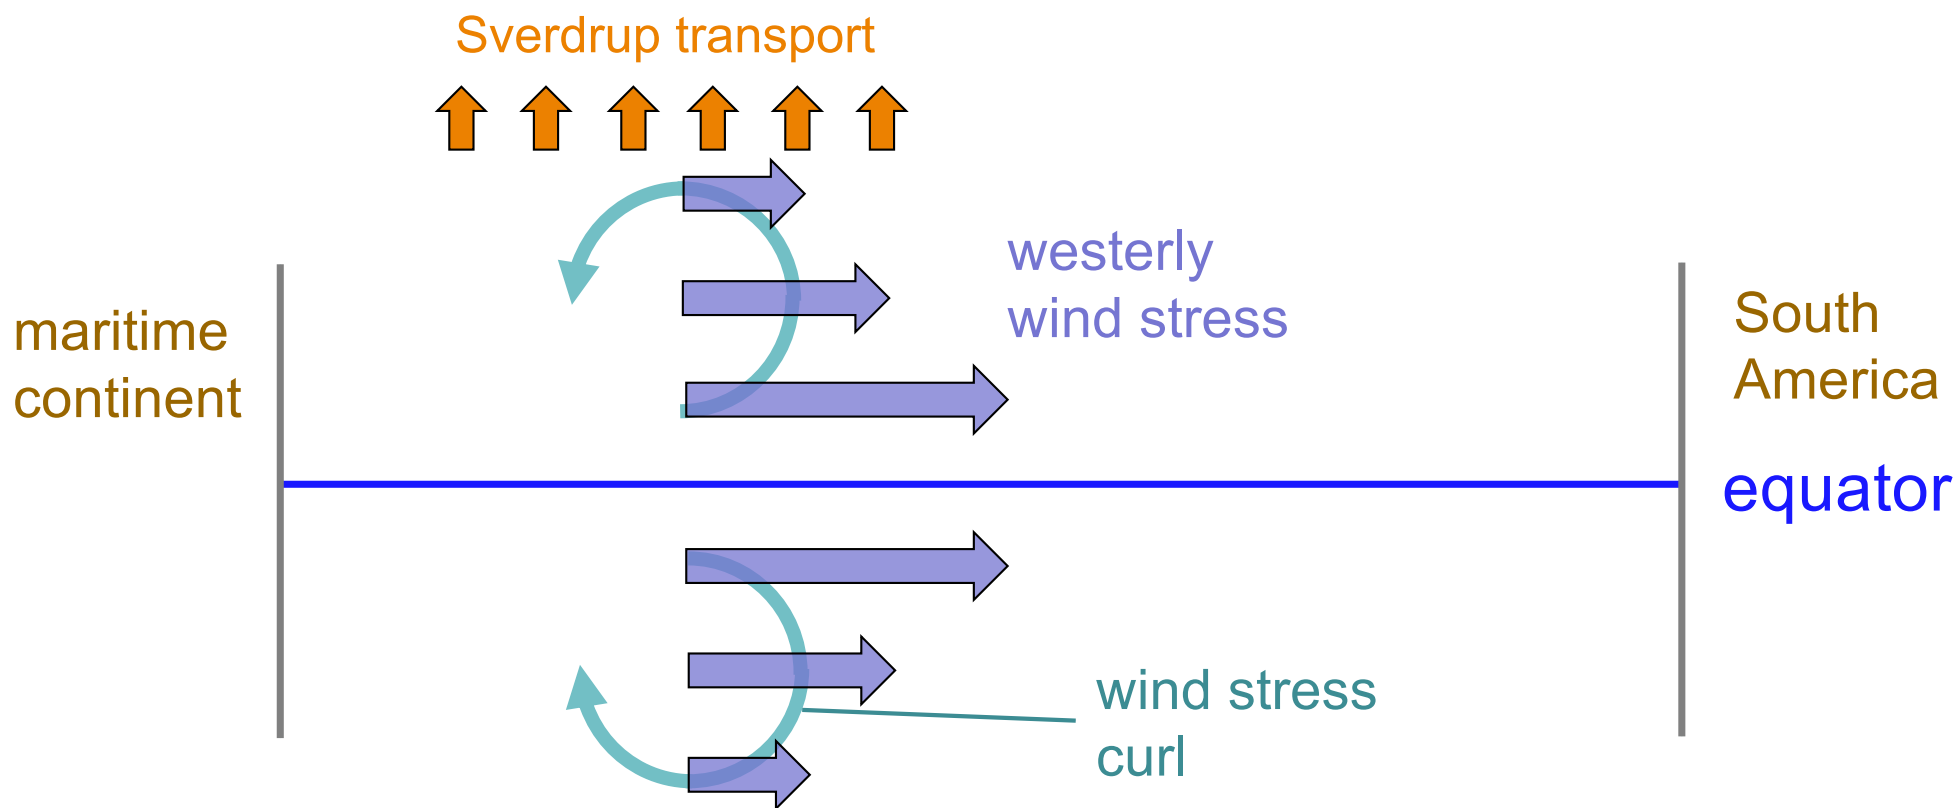 Sverdrup transport
westerly
wind stress
maritime
continent
South
America
equator
wind stress
curl